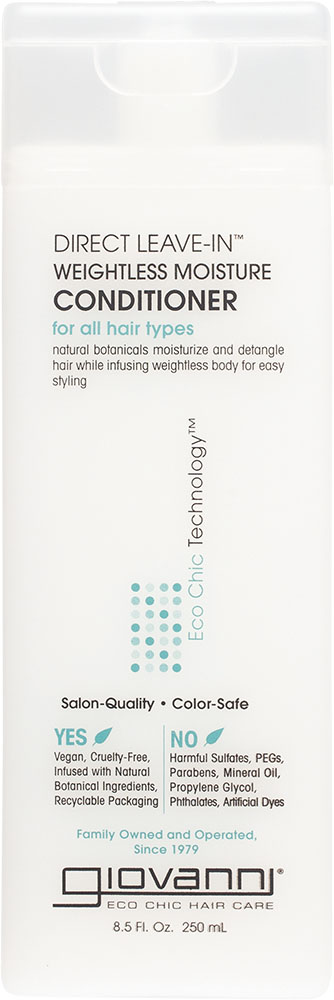 DIRECT LEAVE-IN™
WEIGHTLESS MOISTURE
CONDITIONER
for all hair types
natural botanicals moisturize and detangle
hair while infusing weightless body for easy
styling
Eco Chic Technology™
Salon-Quality • Color-Safe
YES
Vegan, Cruelty-Free,
Infused with Natural
Botanical Ingredients,
Recyclable Packaging
NO
Harmful Sulfates, PEGs,
Parabens, Mineral Oil,
Propylene Glycol,
Phthalates, Artificial Dyes
Family Owned and Operated,
Since 1979
giovanni®
ECO CHIC HAIR CARE
8.5 Fl. Oz. 250 mL